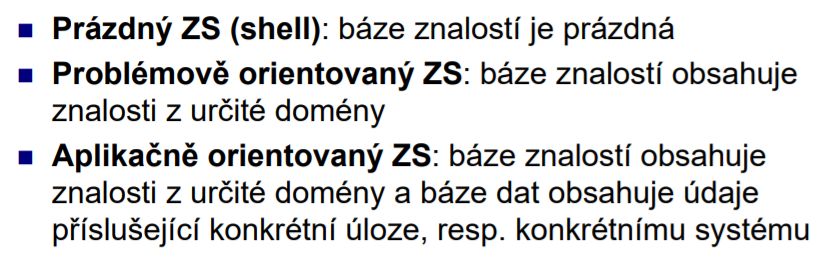 ■ Prázdný ZS (shell): báze znalostí je prázdná
■ Problémově orientovaný ZS: báze znalostí obsahuje
znalosti z určité domény
■ Aplikačně orientovaný ZS: báze znalostí obsahuje
znalosti z určité domény a báze dat obsahuje údaje
příslušející konkrétní úloze, resp. konkrétnímu systému